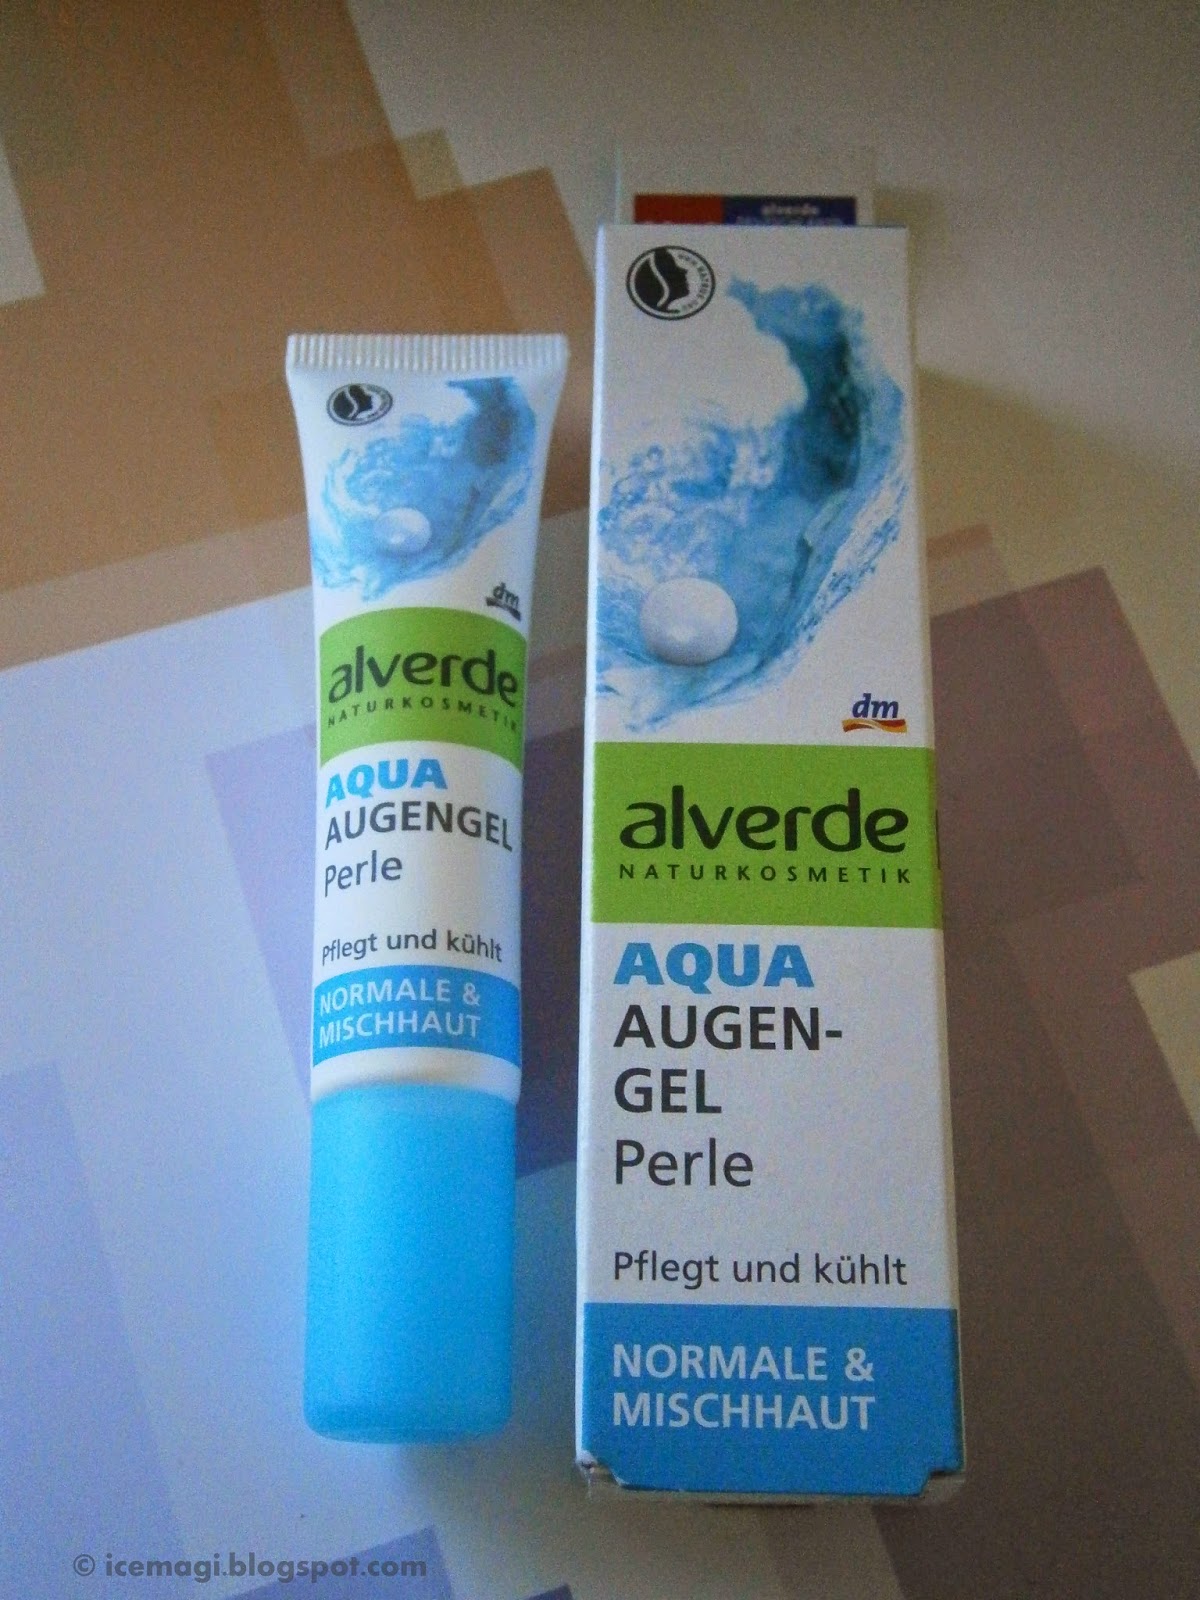 alverde
dm
alverde
NATURKOSMETIK
AQUA
AUGENGEL
Perle
Pflegt und kühlt
NORMALE &
MISCHHAUT
dm
alverde
NATURKOSMETIK
AQUA
AUGEN-
GEL
Perle
Pflegt und kühlt
NORMALE &
MISCHHAUT
© icemagi.blogspot.com